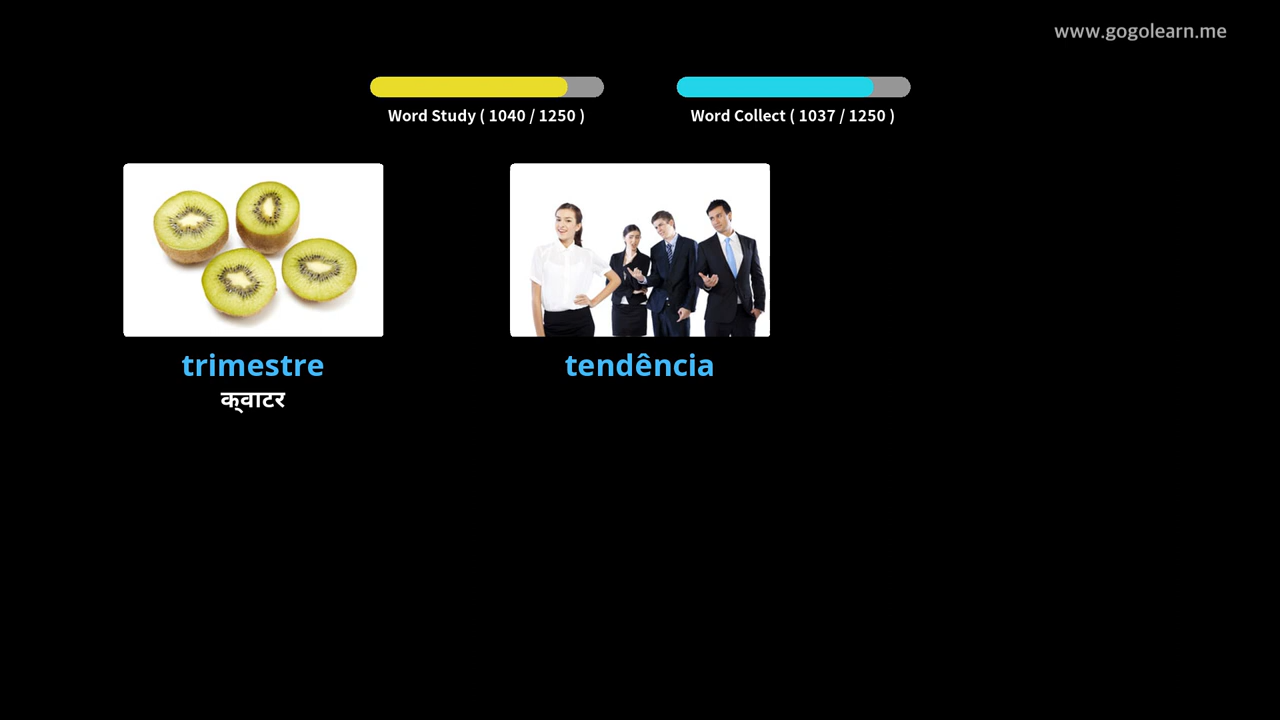 www.gogolearn.me
Word Study ( 1040 / 1250 )
Word Collect ( 1037 / 1250 )
trimestre
क्वाटर
tendência